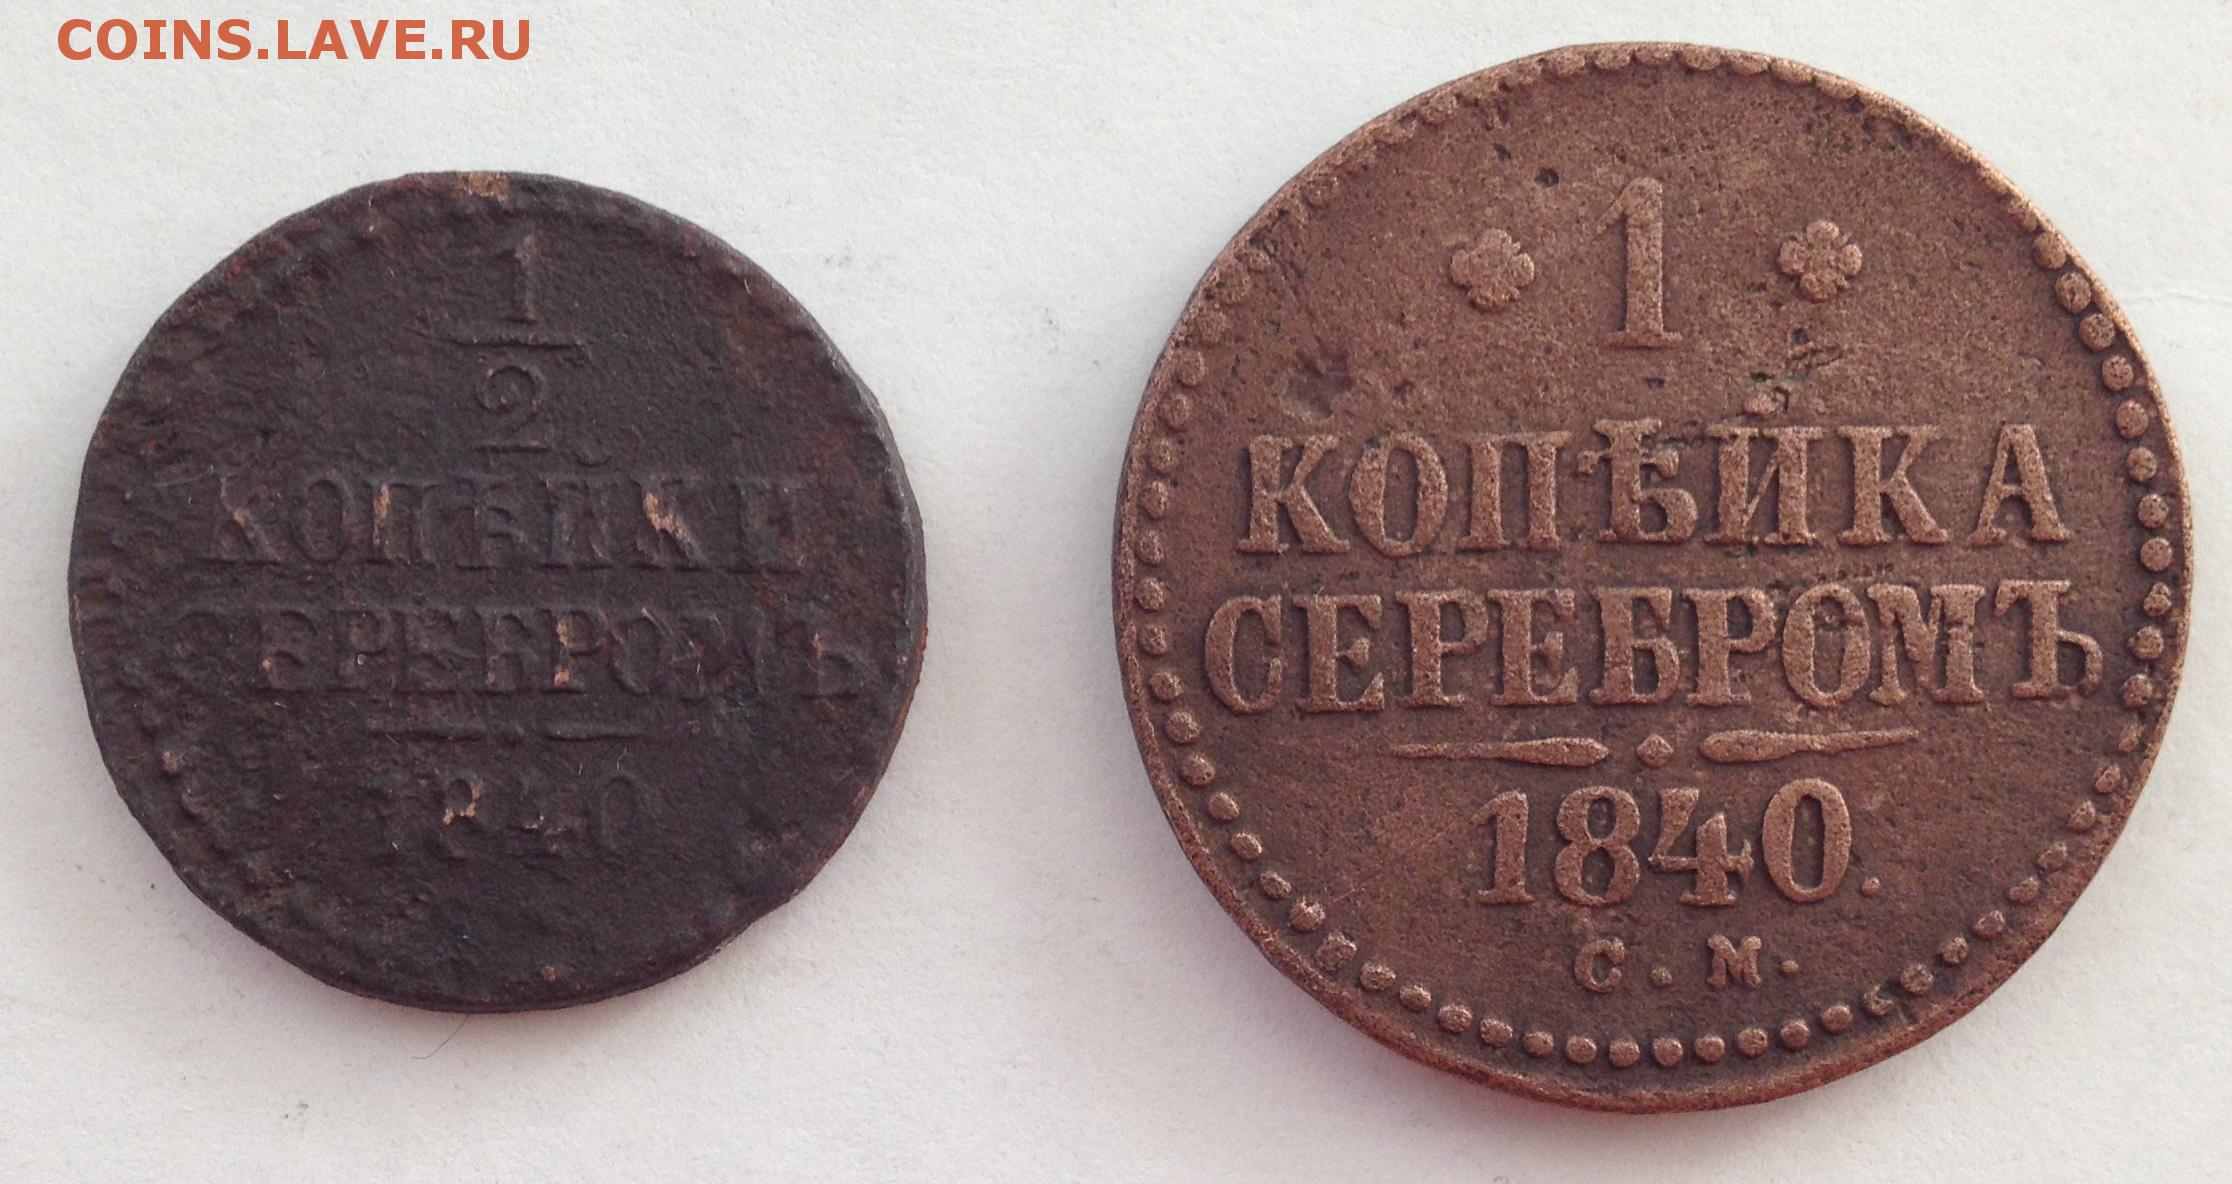 COINS.LAVE.RU
1
2
КОПѢЙКИ
СЕРЕБРОМЪ
1840
1
КОПѢЙКА
СЕРЕБРОМЪ
1840.
С. М.